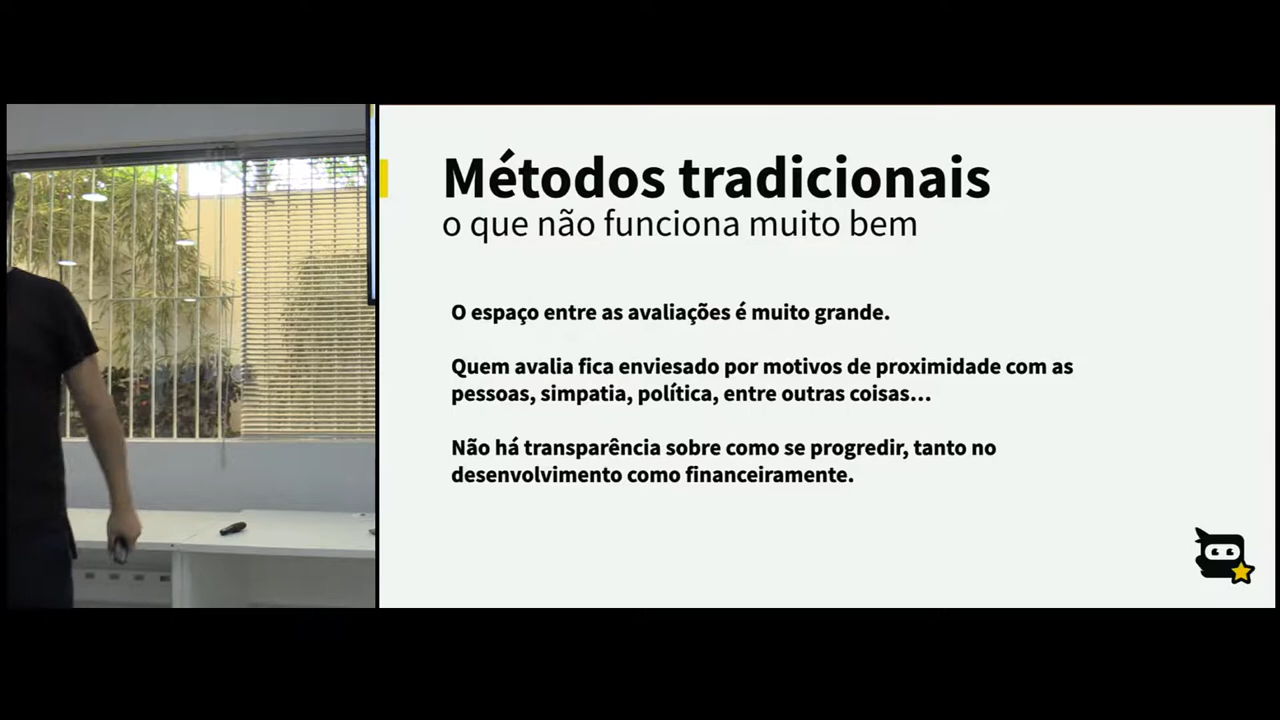 Métodos tradicionais
o que não funciona muito bem
O espaço entre as avaliações é muito grande.
Quem avalia fica enviesado por motivos de proximidade com as
pessoas, simpatia, política, entre outras coisas...
Não há transparência sobre como se progredir, tanto no
desenvolvimento como financeiramente.